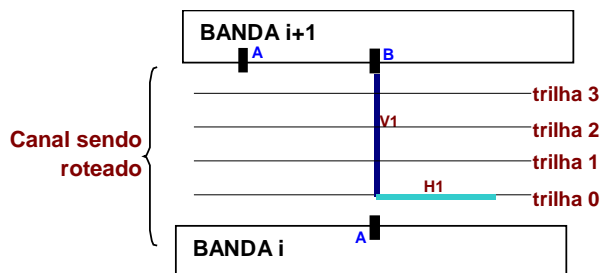 BANDA i+1
A
B
trilha 3
V1
trilha 2
Canal sendo
roteado
trilha 1
H1
trilha 0
A
BANDA i